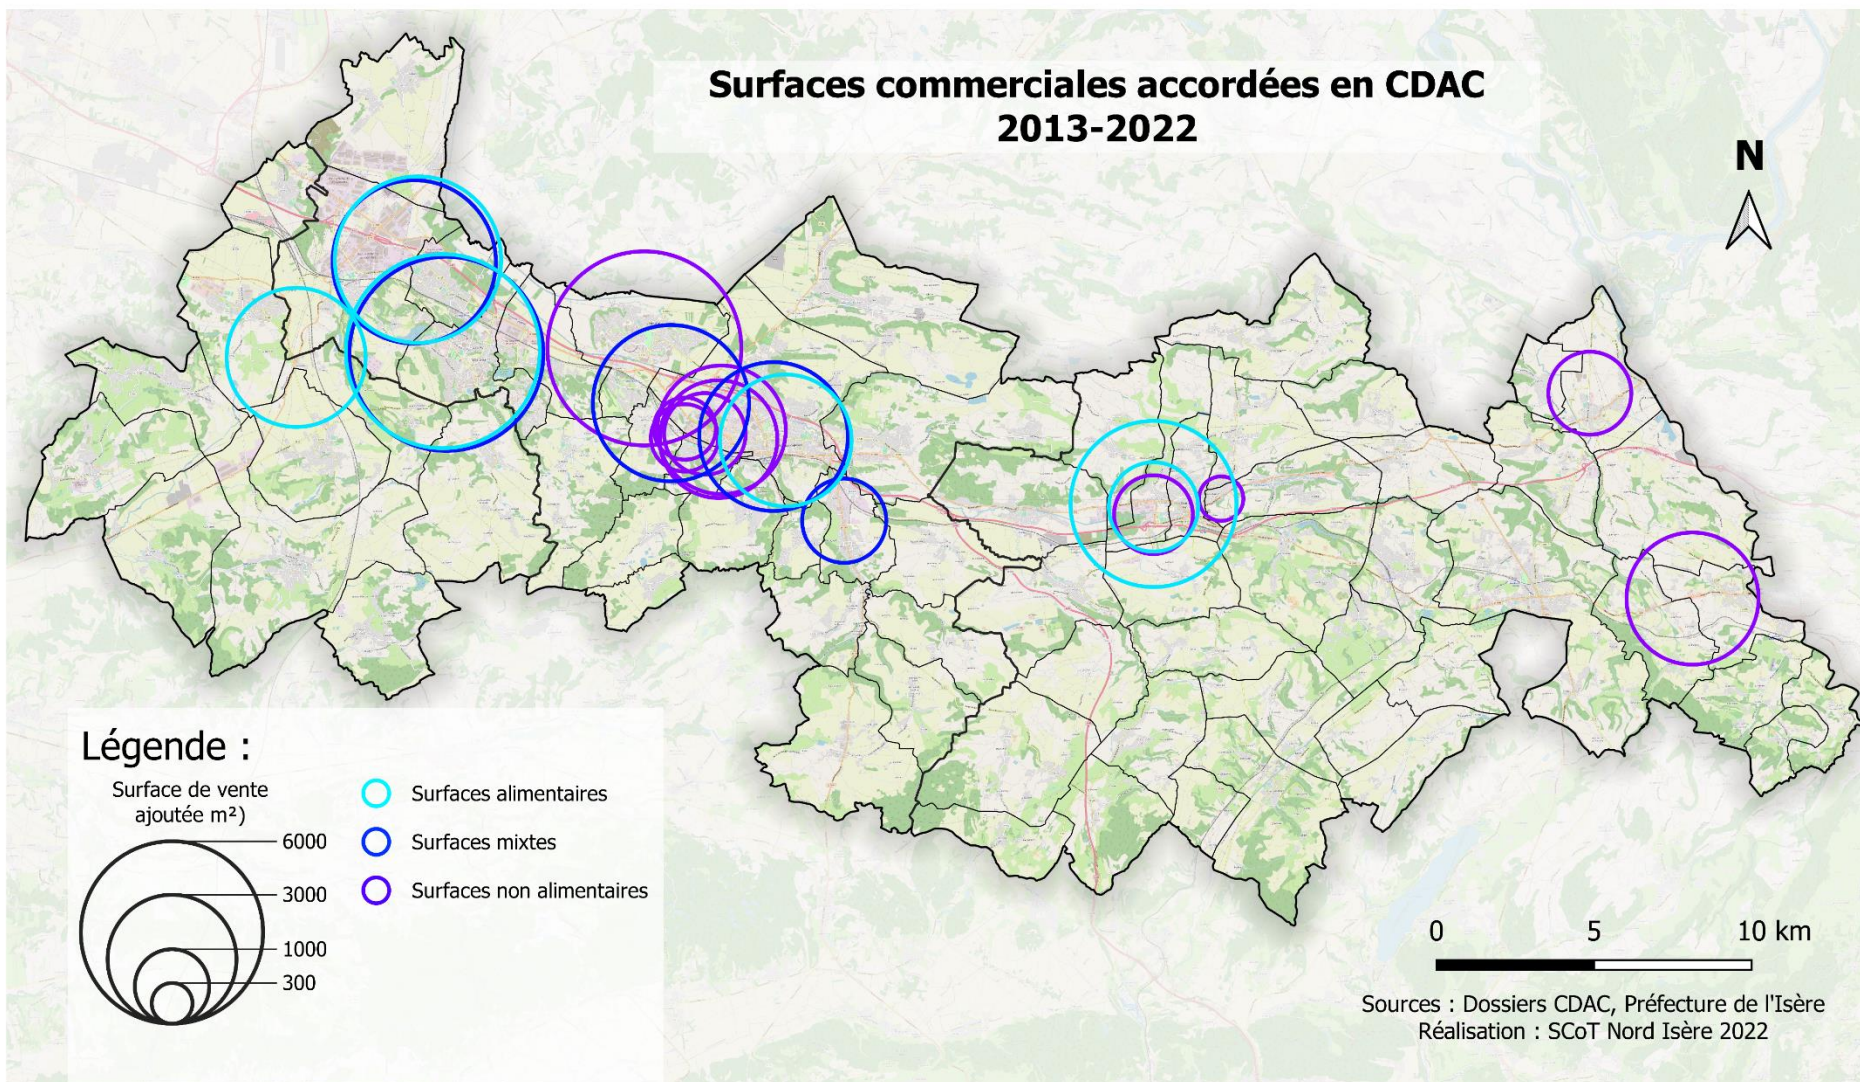 Surfaces commerciales accordées en CDAC
2013-2022
N
Légende :
Surface de vente
ajoutée m²)
6000
3000
1000
300
Surfaces alimentaires
Surfaces mixtes
Surfaces non alimentaires
0 5 10 km
Sources : Dossiers CDAC, Préfecture de l'Isère
Réalisation : SCoT Nord Isère 2022